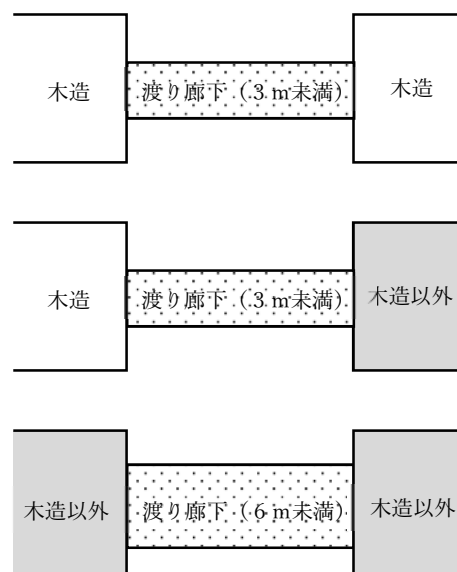 木造 渡り廊下（３ｍ未満） 木造
木造 渡り廊下（３ｍ未満） 木造以外
木造以外 渡り廊下（６ｍ未満） 木造以外